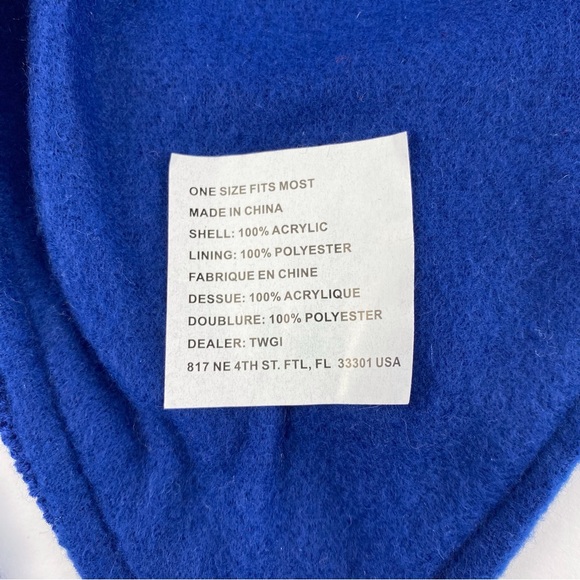 ONE SIZE FITS MOST
MADE IN CHINA
SHELL: 100% ACRYLIC
LINING: 100% POLYESTER
FABRIQUE EN CHINE
DESSUE: 100% ACRYLIQUE
DOUBLURE: 100% POLYESTER
DEALER: TWGI
817 NE 4TH ST. FTL, FL 33301 USA